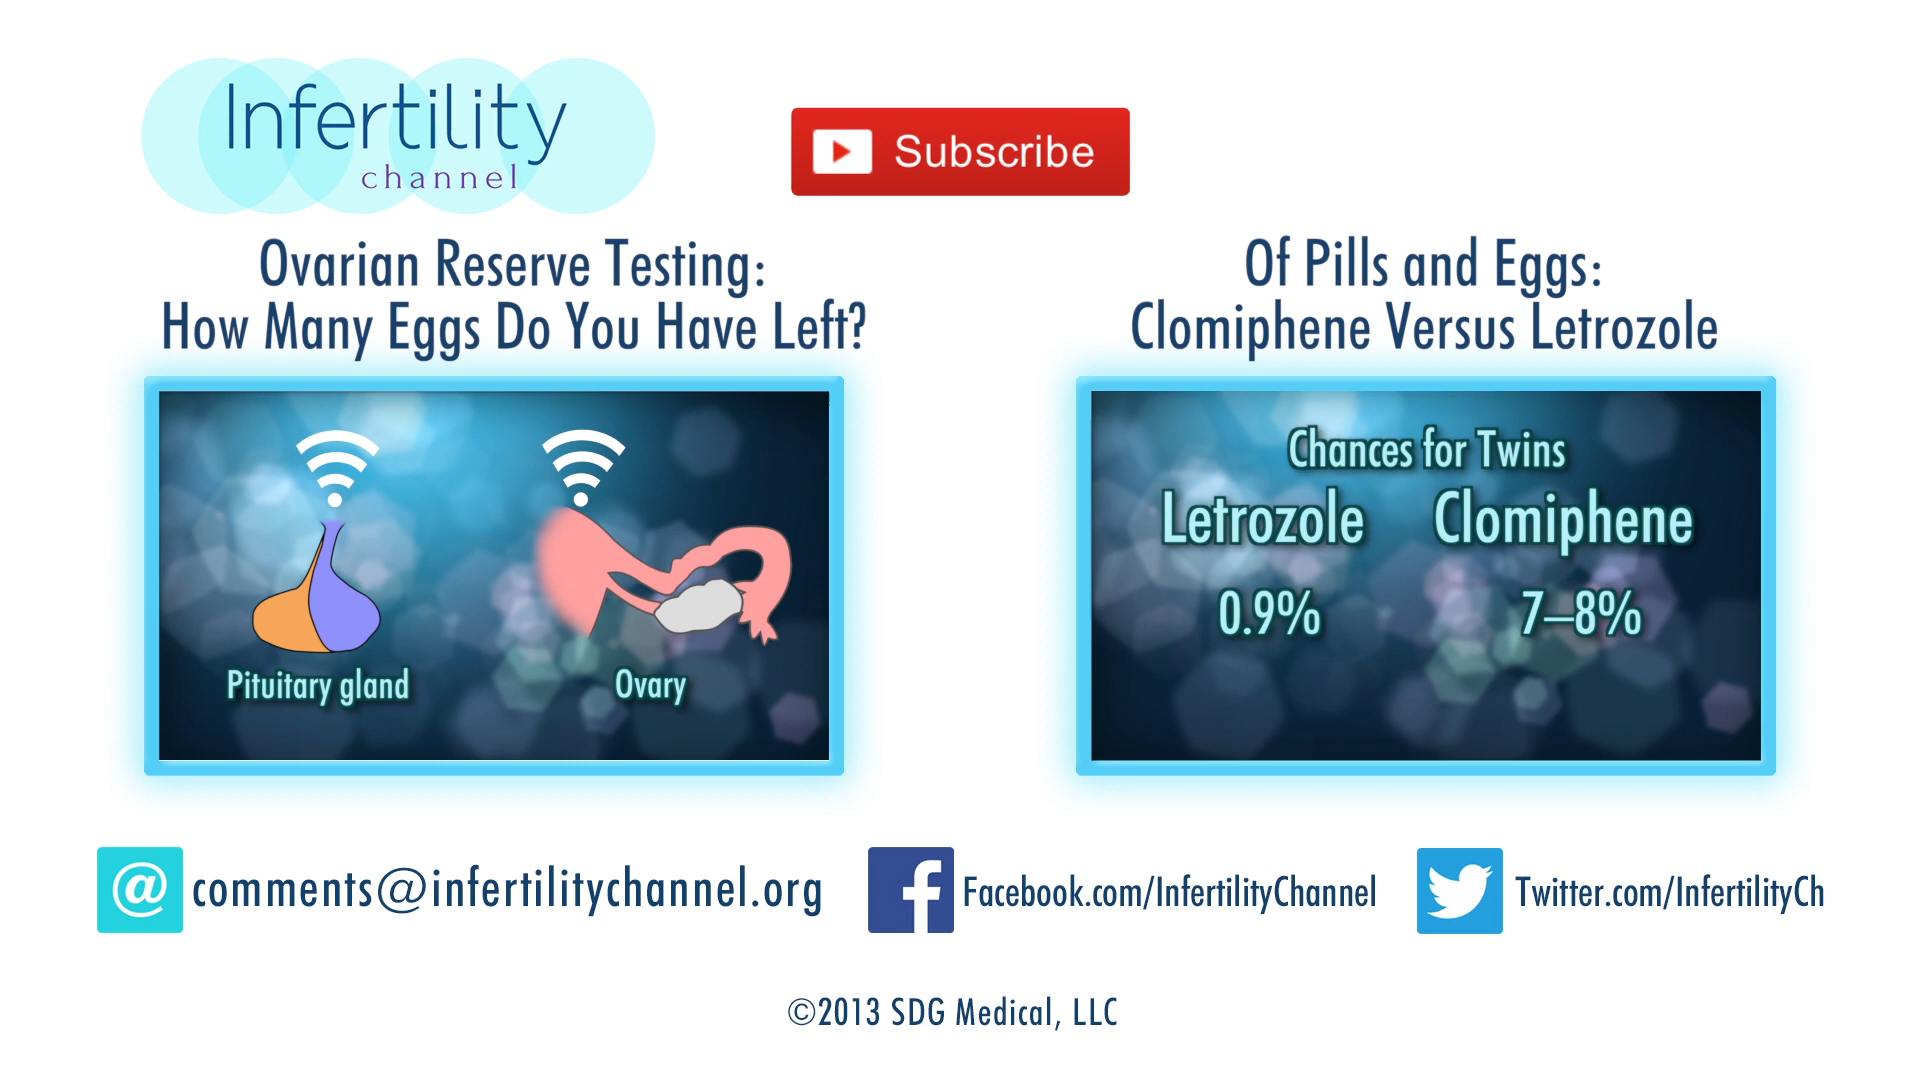 Infertility
channel
Subscribe
Ovarian Reserve Testing:
How Many Eggs Do You Have Left?
Pituitary gland
Ovary
Of Pills and Eggs:
Clomiphene Versus Letrozole
Chances for Twins
Letrozole Clomiphene
0.9% 7–8%
@ comments@infertilitychannel.org
f Facebook.com/InfertilityChannel
Twitter.com/InfertilityCh
©2013 SDG Medical, LLC